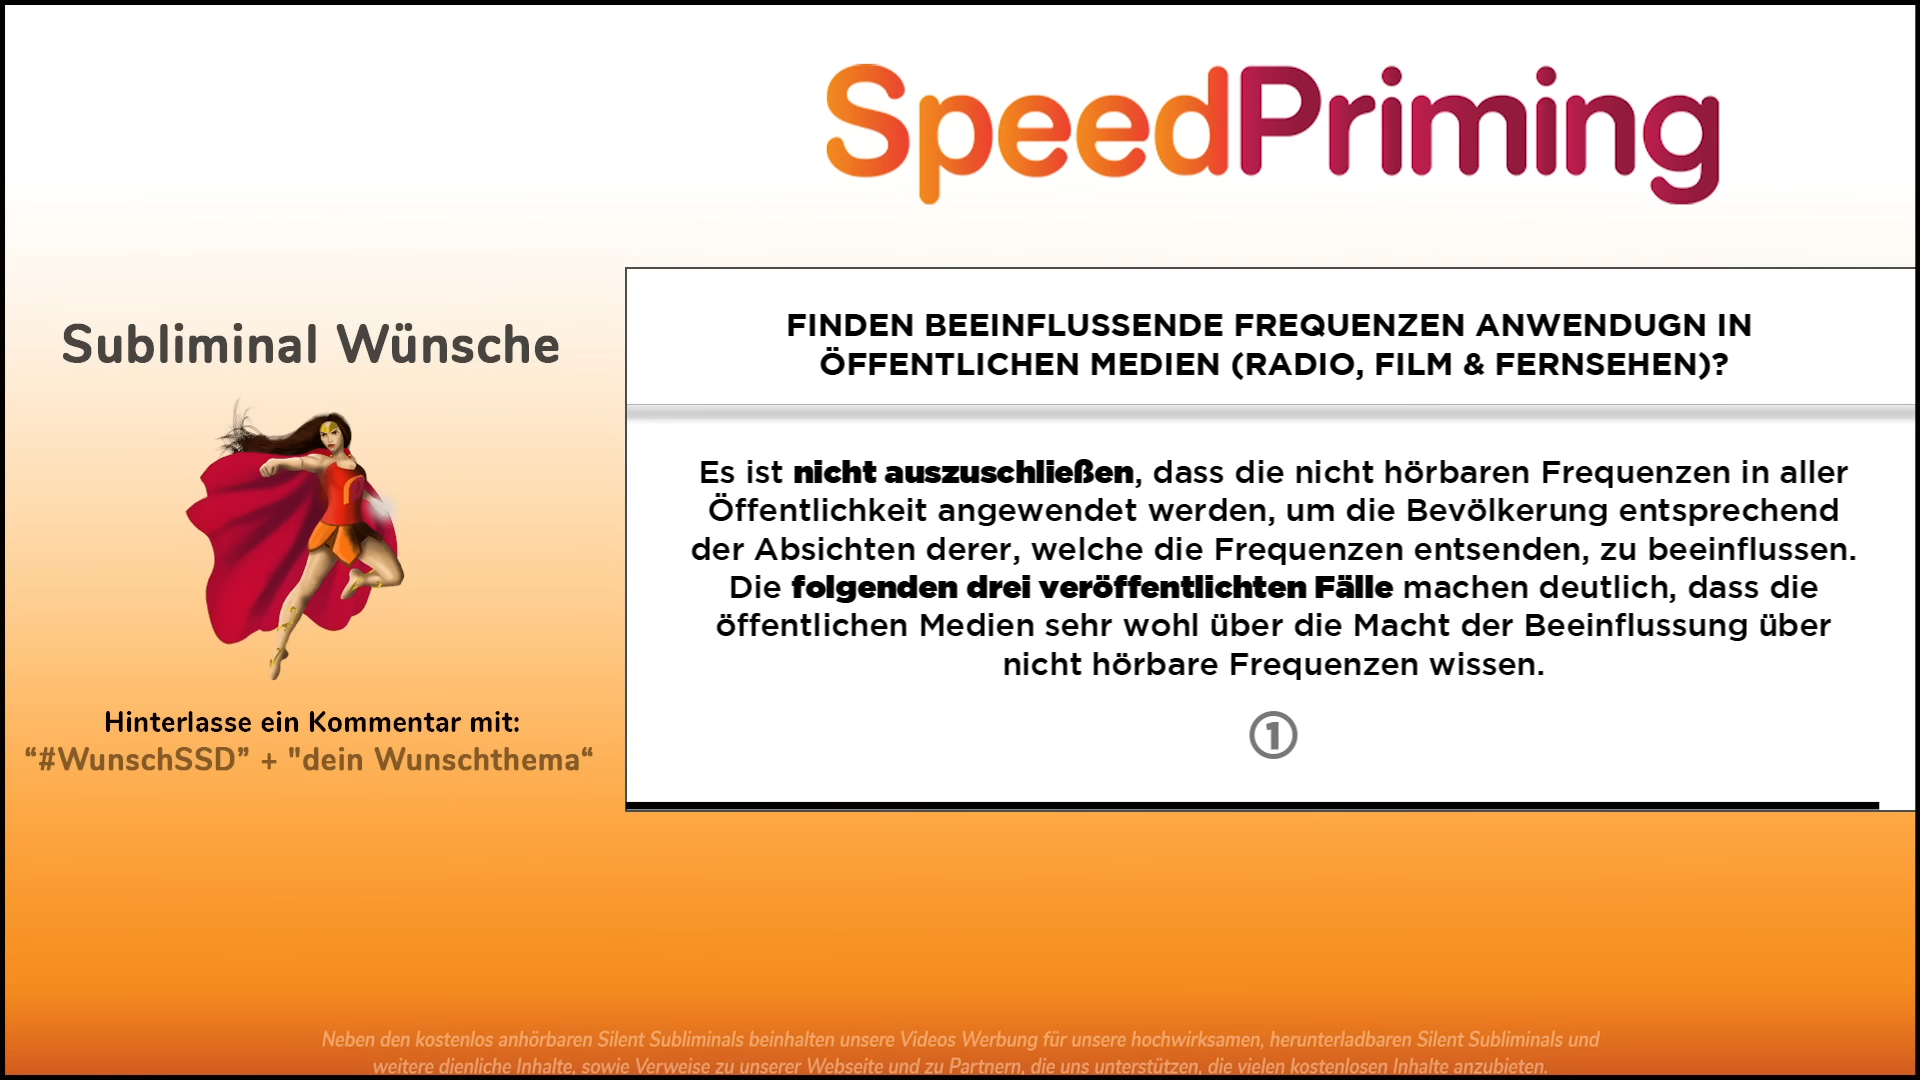 SpeedPriming
Subliminal Wünsche
Hinterlasse ein Kommentar mit:
“#WunschSSD” + "dein Wunschthema“
FINDEN BEEINFLUSSENDE FREQUENZEN ANWENDUGN IN
ÖFFENTLICHEN MEDIEN (RADIO, FILM & FERNSEHEN)?
Es ist nicht auszuschließen, dass die nicht hörbaren Frequenzen in aller
Öffentlichkeit angewendet werden, um die Bevölkerung entsprechend
der Absichten derer, welche die Frequenzen entsenden, zu beeinflussen.
Die folgenden drei veröffentlichten Fälle machen deutlich, dass die
öffentlichen Medien sehr wohl über die Macht der Beeinflussung über
nicht hörbare Frequenzen wissen.
①
Neben den kostenlos anhörbaren Silent Subliminals beinhalten unsere Videos Werbung für unsere hochwirksamen, herunterladbaren Silent Subliminals und
weitere dienliche Inhalte, sowie Verweise zu unserer Webseite und zu Partnern, die uns unterstützen, die vielen kostenlosen Inhalte anzubieten.